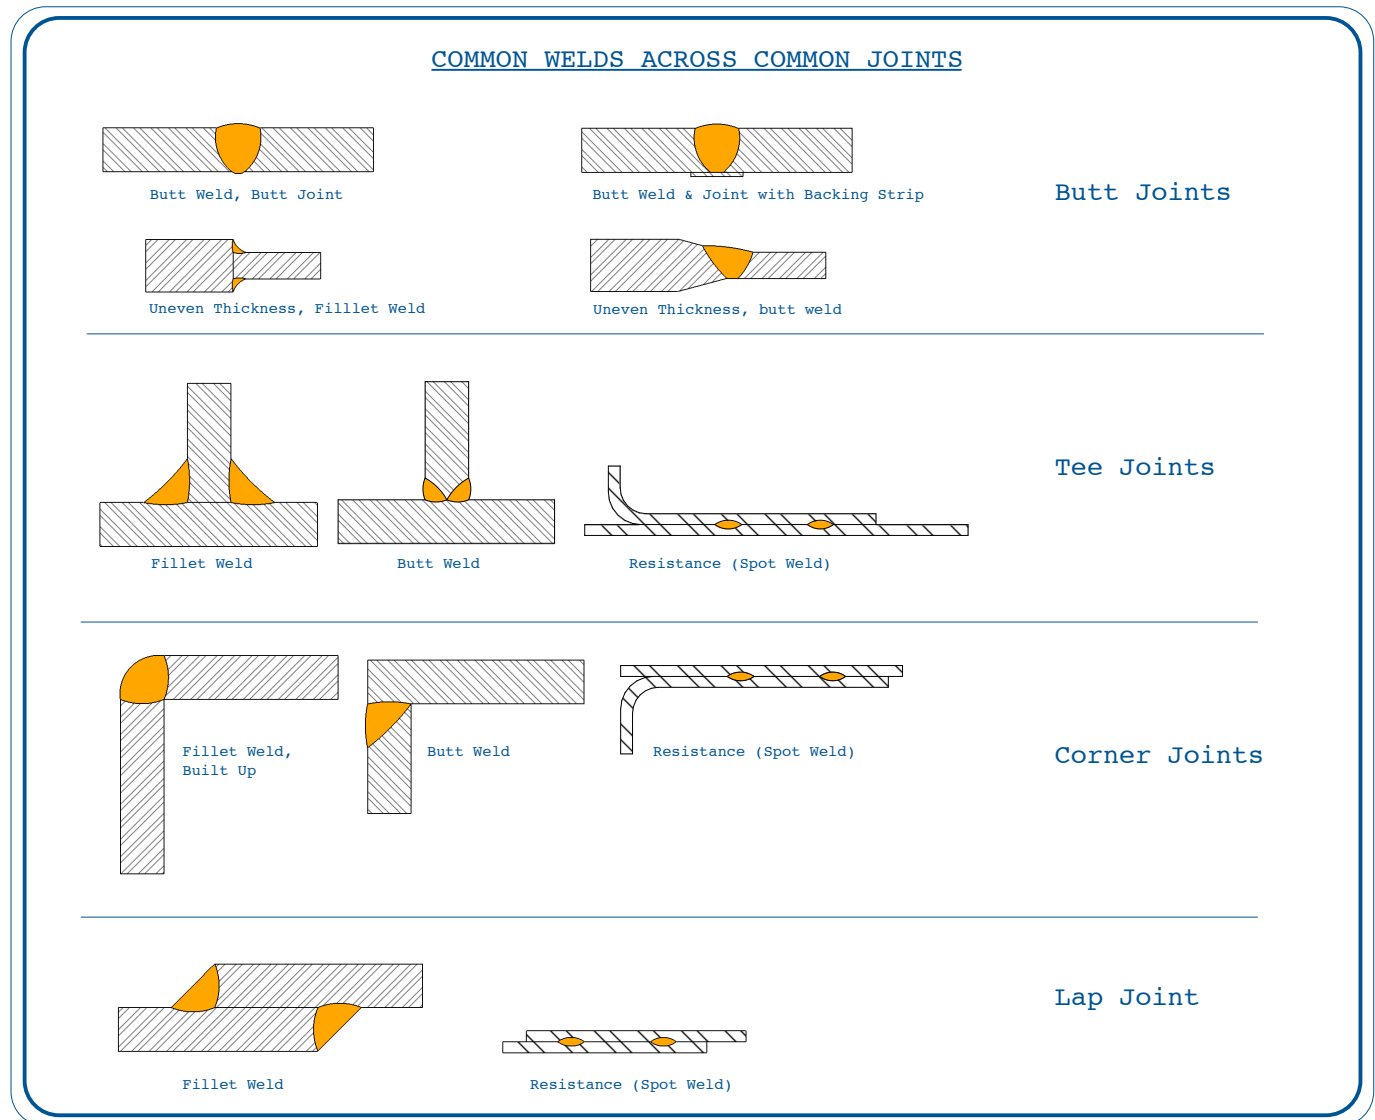 COMMON WELDS ACROSS COMMON JOINTS
Butt Weld, Butt Joint
Butt Weld & Joint with Backing Strip
Butt Joints
Uneven Thickness, Filllet Weld
Uneven Thickness, butt weld
Tee Joints
Fillet Weld
Butt Weld
Resistance (Spot Weld)
Fillet Weld,
Built Up
Butt Weld
Resistance (Spot Weld)
Corner Joints
Lap Joint
Fillet Weld
Resistance (Spot Weld)